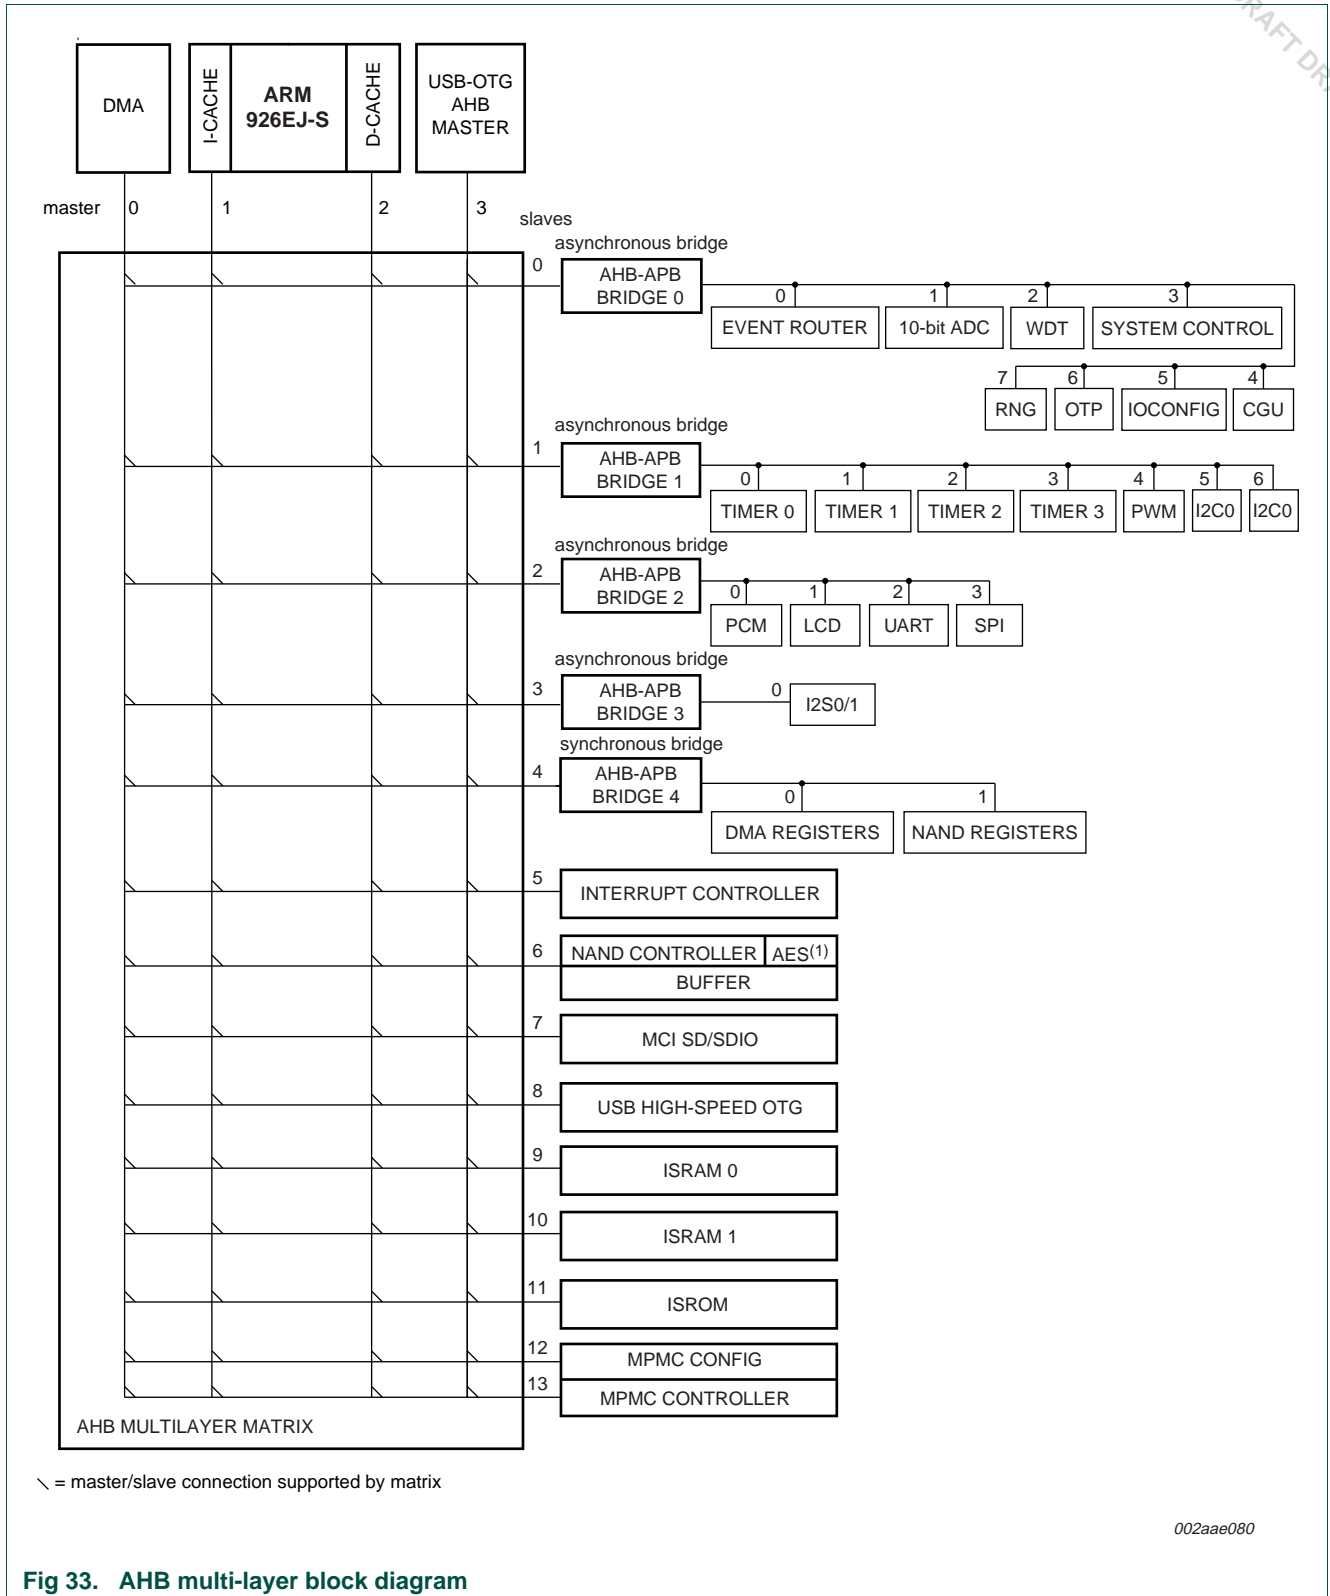 DRAFT
DMA
I-CACHE
ARM
926EJ-S
D-CACHE
USB-OTG
AHB
MASTER
master
0
1
2
3
slaves
asynchronous bridge
0
AHB-APB
BRIDGE 0
0
1
2
3
EVENT ROUTER
10-bit ADC
WDT
SYSTEM CONTROL
7
6
5
4
RNG
OTP
IOCONFIG
CGU
asynchronous bridge
1
AHB-APB
BRIDGE 1
0
1
2
3
4
5
6
TIMER 0
TIMER 1
TIMER 2
TIMER 3
PWM
I2C0
I2C0
asynchronous bridge
2
AHB-APB
BRIDGE 2
0
1
2
3
PCM
LCD
UART
SPI
asynchronous bridge
3
AHB-APB
BRIDGE 3
0
I2S0/1
synchronous bridge
4
AHB-APB
BRIDGE 4
0
1
DMA REGISTERS
NAND REGISTERS
5
INTERRUPT CONTROLLER
6
NAND CONTROLLER
AES(1)
BUFFER
7
MCI SD/SDIO
8
USB HIGH-SPEED OTG
9
ISRAM 0
10
ISRAM 1
11
ISROM
12
MPMC CONFIG
13
MPMC CONTROLLER
AHB MULTILAYER MATRIX
= master/slave connection supported by matrix
002aae080
Fig 33. AHB multi-layer block diagram